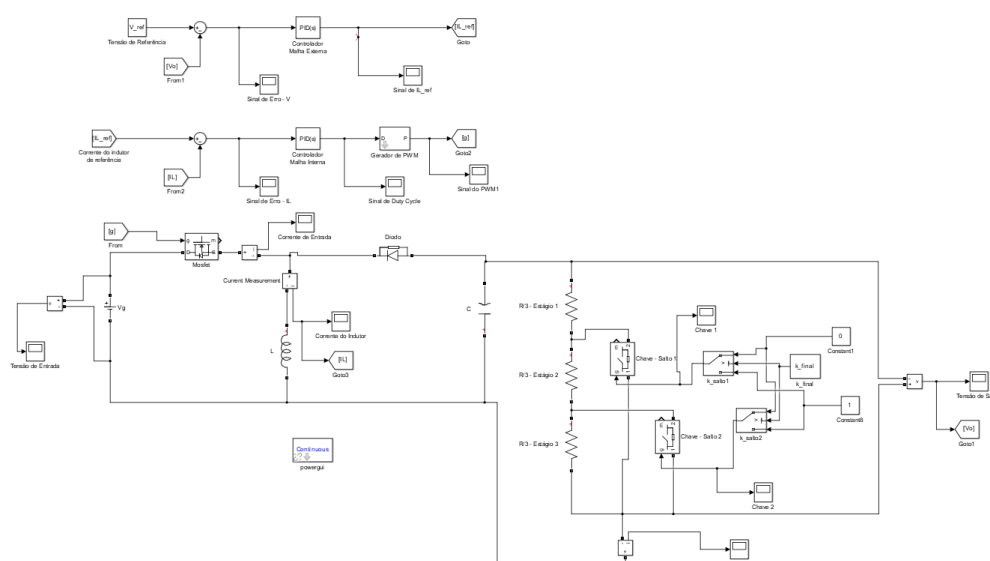 V_ref
Tensão de Referência
PID(s)
Controlador
Malha Externa
[IL_ref]
Goto
[Vo]
From1
Sinal de Erro - V
Sinal de IL_ref
[IL_ref]
Corrente do indutor
de referência
PID(s)
Controlador
Malha Interna
D
P
Gerador de PWM
[g]
Goto2
[IL]
From2
Sinal de Erro - IL
Sinal de Duty Cycle
Sinal do PWM1
[g]
From
g
m
D
S
Mosfet
Corrente de Entrada
Diodo
Current Measurement
Vg
v
Tensão de Entrada
L
Corrente do Indutor
[IL]
Goto3
C
Continuous
powergui
R/3 - Estágio 1
R/3 - Estágio 2
R/3 - Estágio 3
Chave 1
Chave - Salto 1
k_salto1
0
Constant1
k_final
k_final
1
Constant8
k_salto2
Chave - Salto 2
Chave 2
v
Tensão de Sa
[Vo]
Goto1